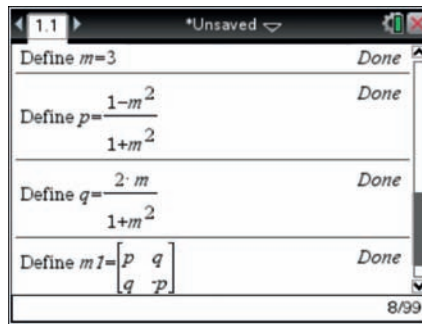 1.1 *Unsaved
Define m=3 Done
Define p=(1-m^2)/(1+m^2) Done
Define q=(2·m)/(1+m^2) Done
Define m1=[p q; q -p] Done
8/99